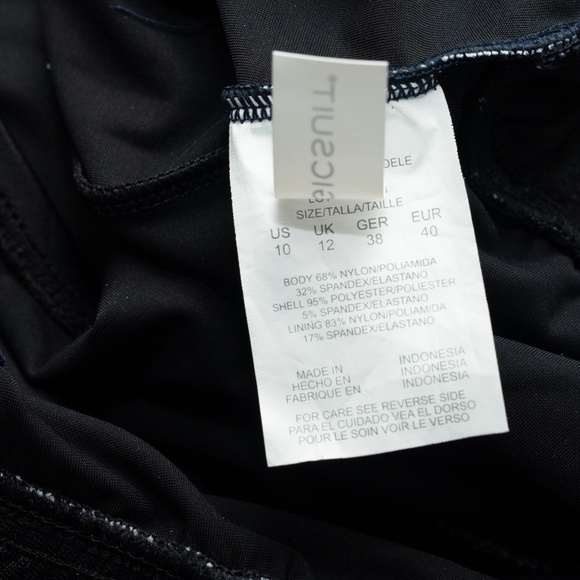 SIZE/TALLA/TAILLE
US UK GER EUR
10 12 38 40
BODY 68% NYLON/POLIAMIDA
32% SPANDEX/ELASTANO
SHELL 95% POLYESTER/POLIESTER
5% SPANDEX/ELASTANO
LINING 83% NYLON/POLIAMIDA
17% SPANDEX/ELASTANO
MADE IN INDONESIA
HECHO EN INDONESIA
FABRIQUE EN INDONESIA
FOR CARE SEE REVERSE SIDE
PARA EL CUIDADO VEA EL DORSO
POUR LE SOIN VOIR LE VERSO